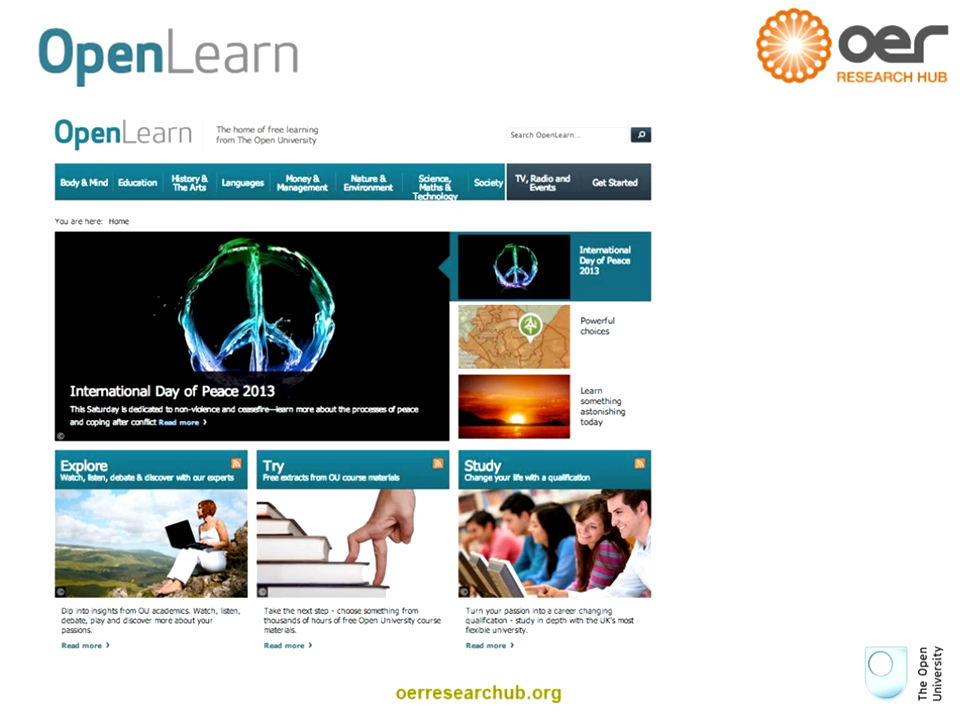 OpenLearn
oer
RESEARCH HUB
OpenLearn
The home of free learning
from The Open University
Search OpenLearn...
Body & Mind
Education
History &
The Arts
Languages
Money &
Management
Nature &
Environment
Science,
Maths &
Technology
Society
TV, Radio and
Events
Get Started
You are here: Home
International
Day of Peace
2013
Powerful
choices
Learn
something
astonishing
today
International Day of Peace 2013
This Saturday is dedicated to non-violence and ceasefire—learn more about the processes of peace
and coping after conflict Read more ›
©
Explore
Watch, listen, debate & discover with our experts
Try
Free extracts from OU course materials
Study
Change your life with a qualification
©
©
©
Dip into insights from OU academics. Watch, listen,
debate, play and discover more about your
passions.
Read more ›
Take the next step - choose something from
thousands of hours of free Open University course
materials.
Read more ›
Turn your passion into a career changing
qualification - study in depth with the UK's most
flexible university.
Read more ›
The Open
University
oerresearchub.org